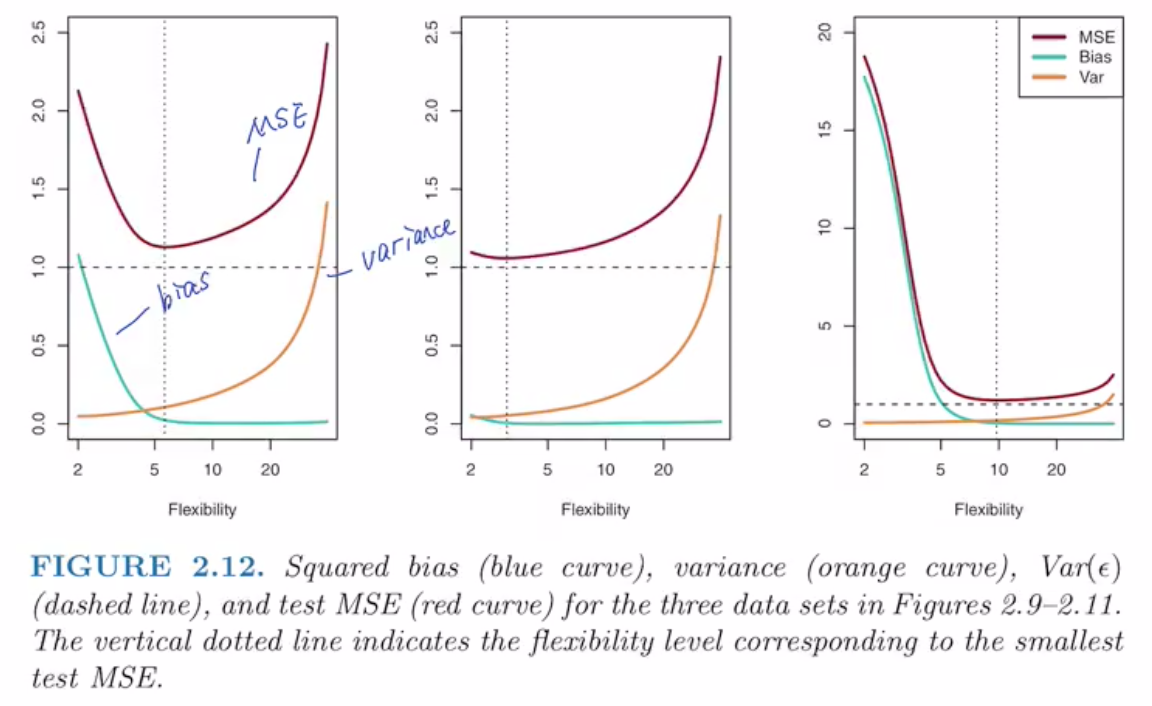 2.5
2.0
1.5
1.0
0.5
0.0
2
5
10
20
Flexibility
MSE
bias
variance
2.5
2.0
1.5
1.0
0.5
0.0
2
5
10
20
Flexibility
20
15
10
5
0
2
5
10
20
Flexibility
MSE
Bias
Var
FIGURE 2.12. Squared bias (blue curve), variance (orange curve), Var(ϵ)
(dashed line), and test MSE (red curve) for the three data sets in Figures 2.9–2.11.
The vertical dotted line indicates the flexibility level corresponding to the smallest
test MSE.